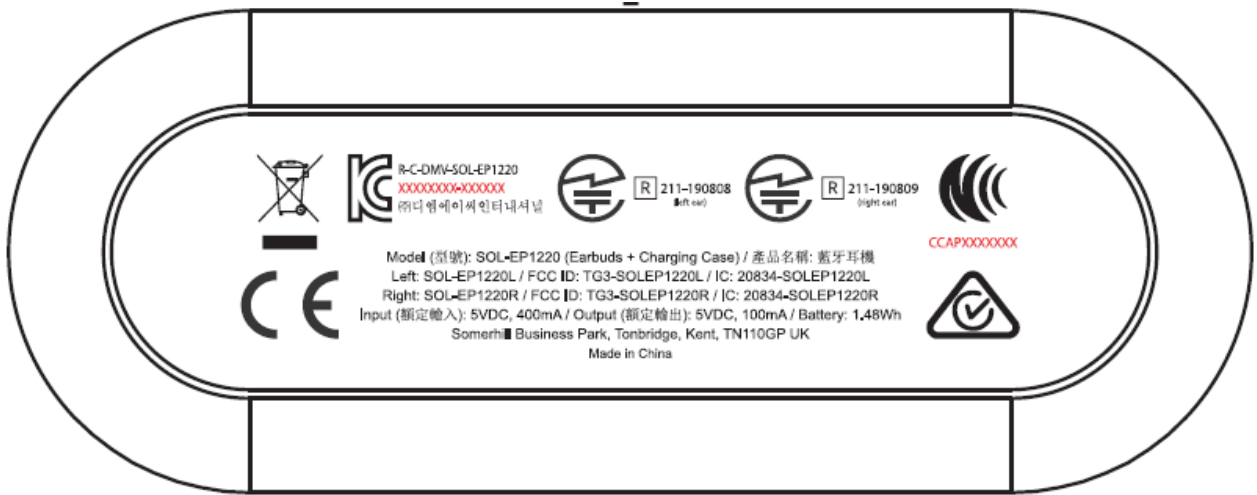 R-C-DMV-SOL-EP1220
XXXXXXXX-XXXXXX
㈜디엠에이씨인터내셔널
R 211-190808
(left ear)
R 211-190809
(right ear)
CCAPXXXXXXX
Model (型號): SOL-EP1220 (Earbuds + Charging Case) / 產品名稱: 藍牙耳機
Left: SOL-EP1220L / FCC ID: TG3-SOLEP1220L / IC: 20834-SOLEP1220L
Right: SOL-EP1220R / FCC ID: TG3-SOLEP1220R / IC: 20834-SOLEP1220R
Input (額定輸入): 5VDC, 400mA / Output (額定輸出): 5VDC, 100mA / Battery: 1.48Wh
Somerhill Business Park, Tonbridge, Kent, TN110GP UK
Made in China